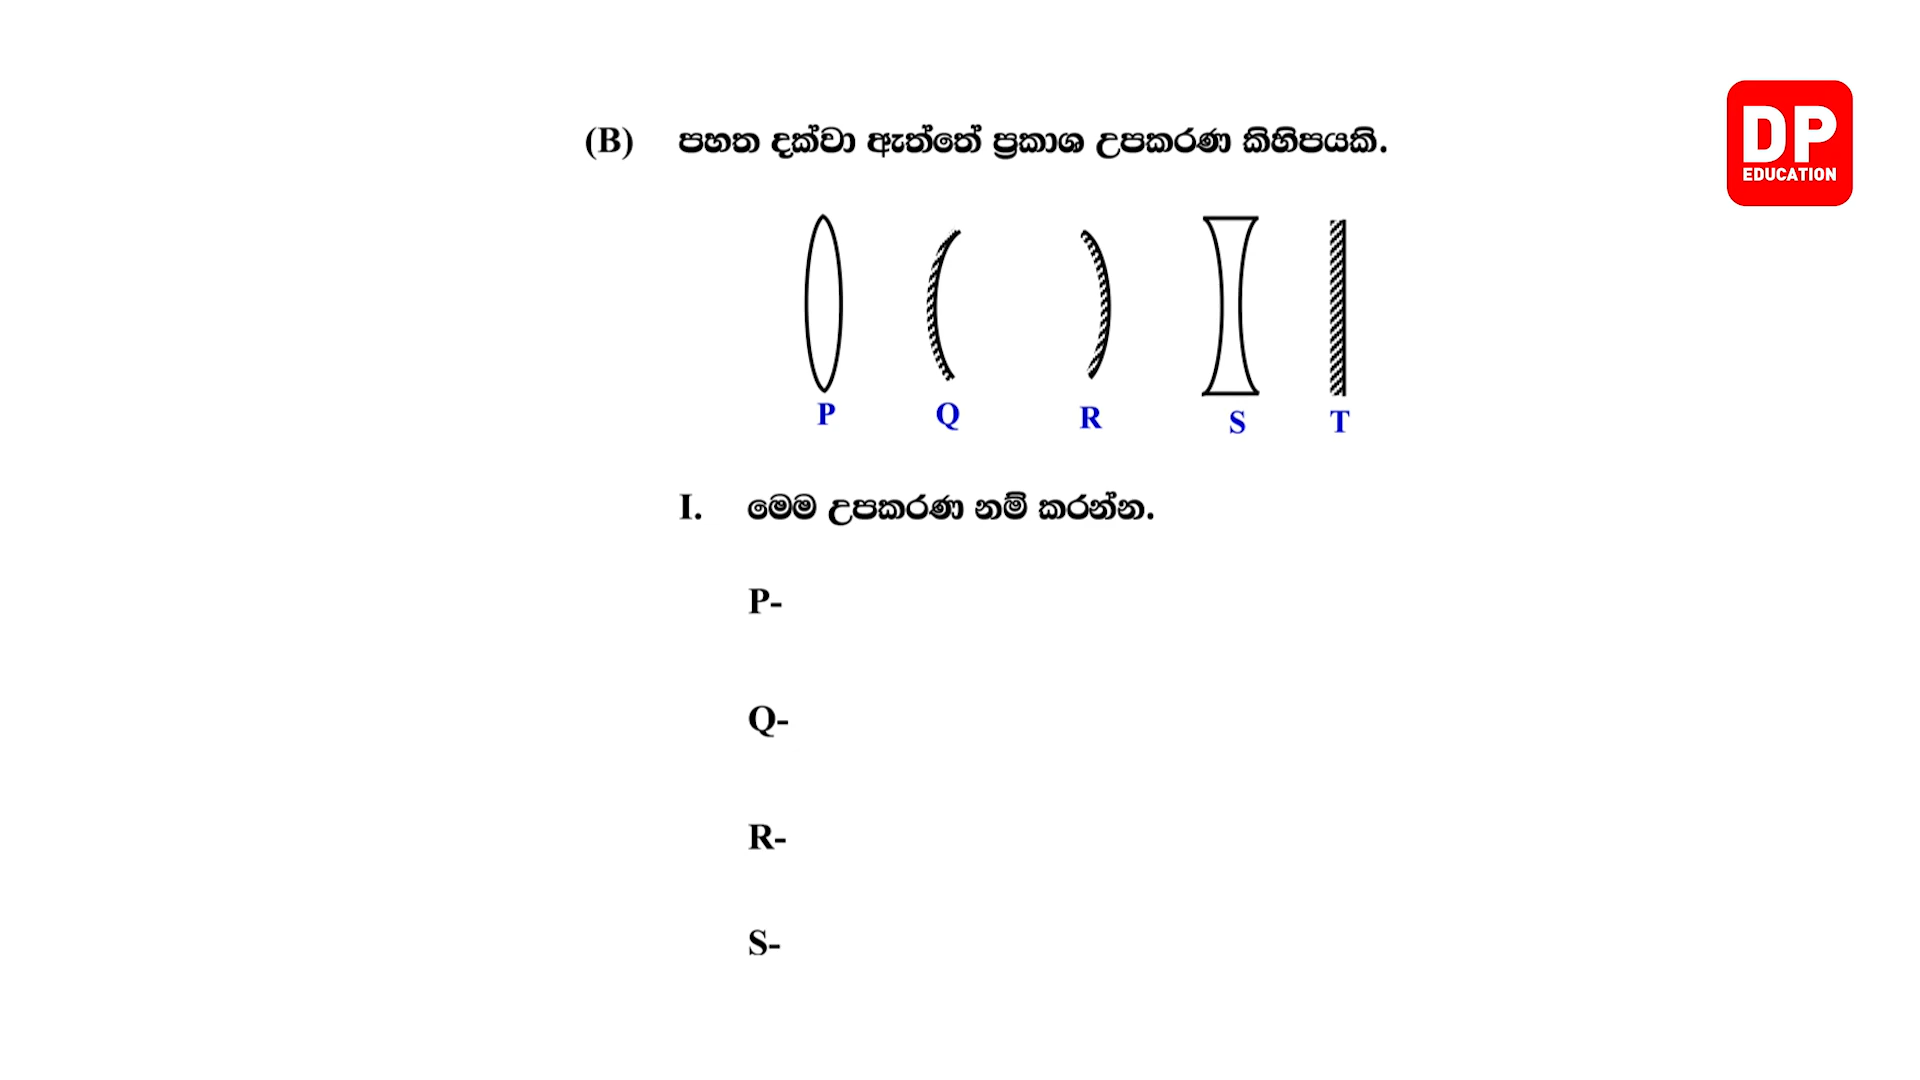 DP
EDUCATION
(B) පහත දක්වා ඇත්තේ ප්‍රකාශ උපකරණ කිහිපයකි.
P Q R S T
I. මෙම උපකරණ නම් කරන්න.
P-
Q-
R-
S-